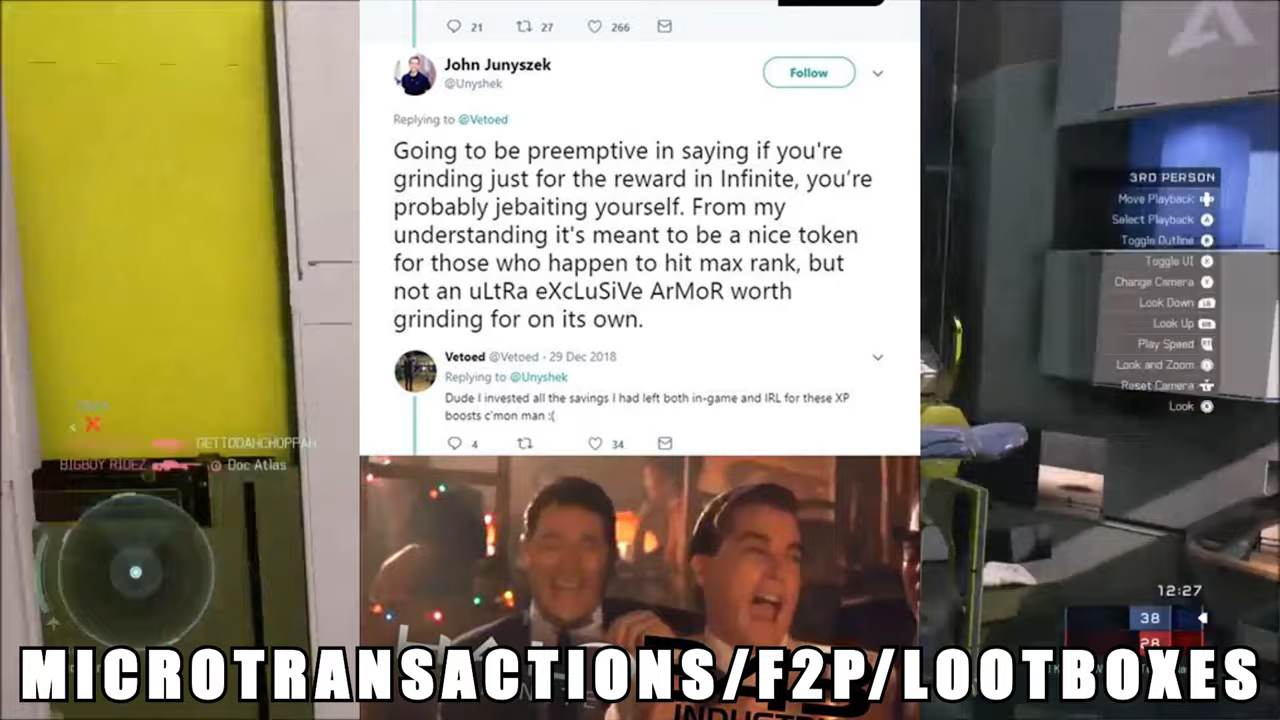 21 27 266
John Junyszek
@Unyshek
Follow
Replying to @Vetoed
Going to be preemptive in saying if you're
grinding just for the reward in Infinite, you're
probably jebaiting yourself. From my
understanding it's meant to be a nice token
for those who happen to hit max rank, but
not an uLtRa eXcLuSiVe ArMoR worth
grinding for on its own.
Vetoed @Vetoed · 29 Dec 2018
Replying to @Unyshek
Dude I invested all the savings I had left both in-game and IRL for these XP
boosts c'mon man :(
4 34
GETTODAHCHOPPAH
BIGBOY RIDEZ Doc Atlas
3RD PERSON
Move Playback
Select Playback A
Toggle Outline
Toggle UI X
Change Camera Y
Look Down LB
Look Up RB
Play Speed RT
Look and Zoom
Reset Camera
Look
12:27
38
28
MICROTRANSACTIONS/F2P/LOOTBOXES